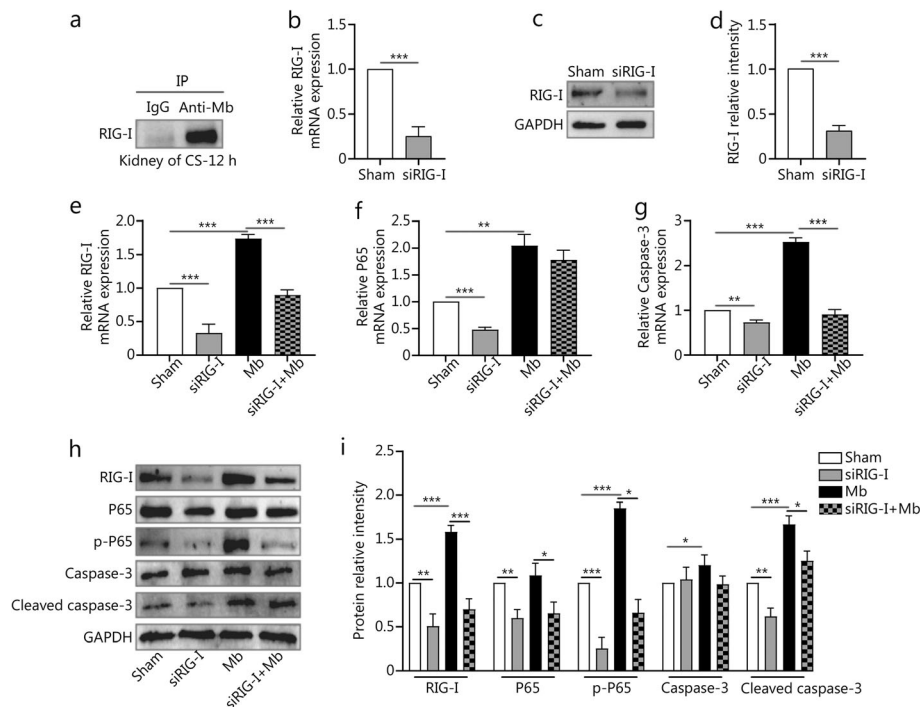 a
IP
IgG Anti-Mb
RIG-I
Kidney of CS-12 h
b
Relative RIG-I
mRNA expression
1.5
1.0
0.5
0
***
Sham siRIG-I
c
Sham siRIG-I
RIG-I
GAPDH
d
RIG-I relative intensity
1.5
1.0
0.5
0
***
Sham siRIG-I
e
Relative RIG-I
mRNA expression
2.0
1.5
1.0
0.5
0
***
***
***
Sham
siRIG-I
Mb
siRIG-I+Mb
f
Relative P65
mRNA expression
2.5
2.0
1.5
1.0
0.5
0
**
***
Sham
siRIG-I
Mb
siRIG-I+Mb
g
Relative Caspase-3
mRNA expression
3
2
1
0
***
***
**
Sham
siRIG-I
Mb
siRIG-I+Mb
h
RIG-I
P65
p-P65
Caspase-3
Cleaved caspase-3
GAPDH
Sham
siRIG-I
Mb
siRIG-I+Mb
i
Protein relative intensity
2.5
2.0
1.5
1.0
0.5
0
***
***
**
**
*
***
*
***
*
***
*
**
Sham
siRIG-I
Mb
siRIG-I+Mb
RIG-I P65 p-P65 Caspase-3 Cleaved caspase-3